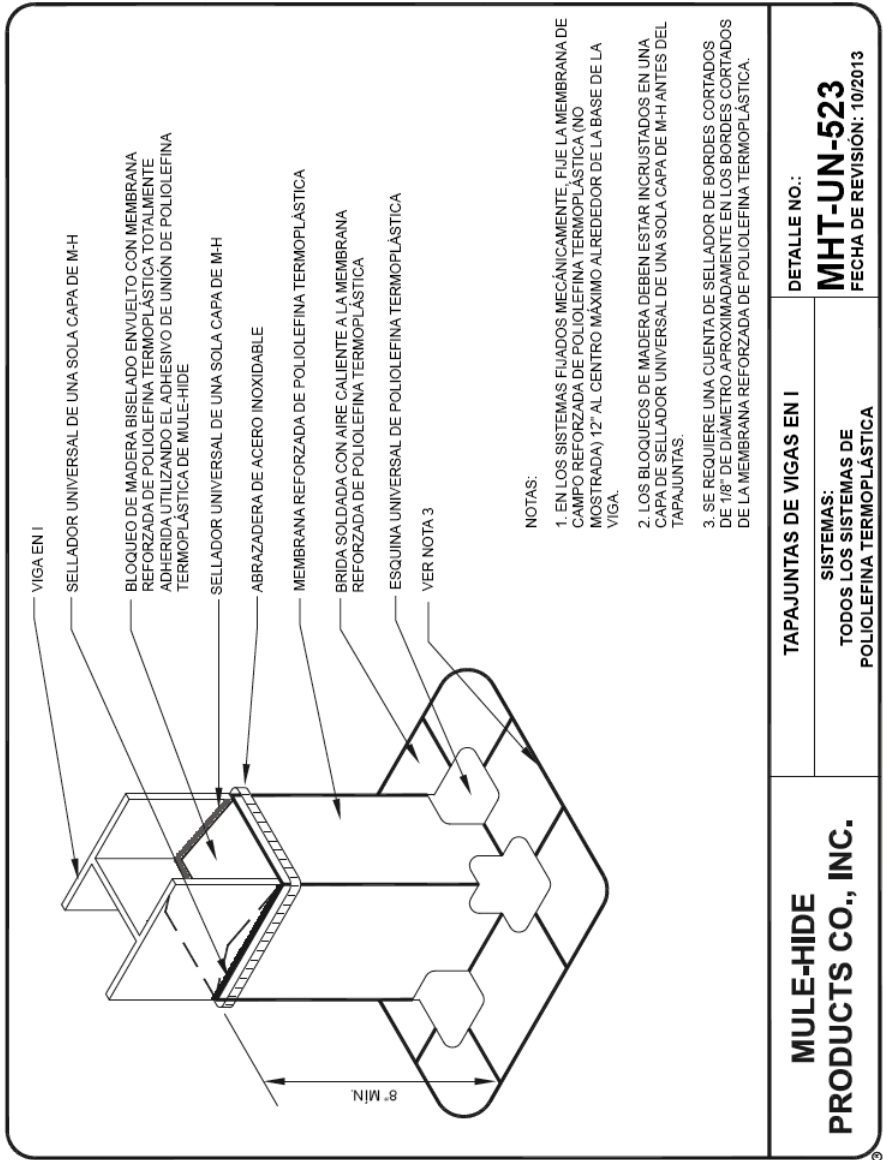 VIGA EN I
SELLADOR UNIVERSAL DE UNA SOLA CAPA DE M-H
BLOQUEO DE MADERA BISELADO ENVUELTO CON MEMBRANA
REFORZADA DE POLIOLEFINA TERMOPLÁSTICA TOTALMENTE
ADHERIDA UTILIZANDO EL ADHESIVO DE UNIÓN DE POLIOLEFINA
TERMOPLÁSTICA DE MULE-HIDE
SELLADOR UNIVERSAL DE UNA SOLA CAPA DE M-H
ABRAZADERA DE ACERO INOXIDABLE
MEMBRANA REFORZADA DE POLIOLEFINA TERMOPLÁSTICA
BRIDA SOLDADA CON AIRE CALIENTE A LA MEMBRANA
REFORZADA DE POLIOLEFINA TERMOPLÁSTICA
ESQUINA UNIVERSAL DE POLIOLEFINA TERMOPLÁSTICA
VER NOTA 3
8" MÍN.
NOTAS:
1. EN LOS SISTEMAS FIJADOS MECÁNICAMENTE, FIJE LA MEMBRANA DE
CAMPO REFORZADA DE POLIOLEFINA TERMOPLÁSTICA (NO
MOSTRADA) 12" AL CENTRO MÁXIMO ALREDEDOR DE LA BASE DE LA
VIGA.
2. LOS BLOQUEOS DE MADERA DEBEN ESTAR INCRUSTADOS EN UNA
CAPA DE SELLADOR UNIVERSAL DE UNA SOLA CAPA DE M-H ANTES DEL
TAPAJUNTAS.
3. SE REQUIERE UNA CUENTA DE SELLADOR DE BORDES CORTADOS
DE 1/8" DE DIÁMETRO APROXIMADAMENTE EN LOS BORDES CORTADOS
DE LA MEMBRANA REFORZADA DE POLIOLEFINA TERMOPLÁSTICA.
MULE-HIDE
PRODUCTS CO., INC.
®
TAPAJUNTAS DE VIGAS EN I
SISTEMAS:
TODOS LOS SISTEMAS DE
POLIOLEFINA TERMOPLÁSTICA
DETALLE NO.:
MHT-UN-523
FECHA DE REVISIÓN: 10/2013